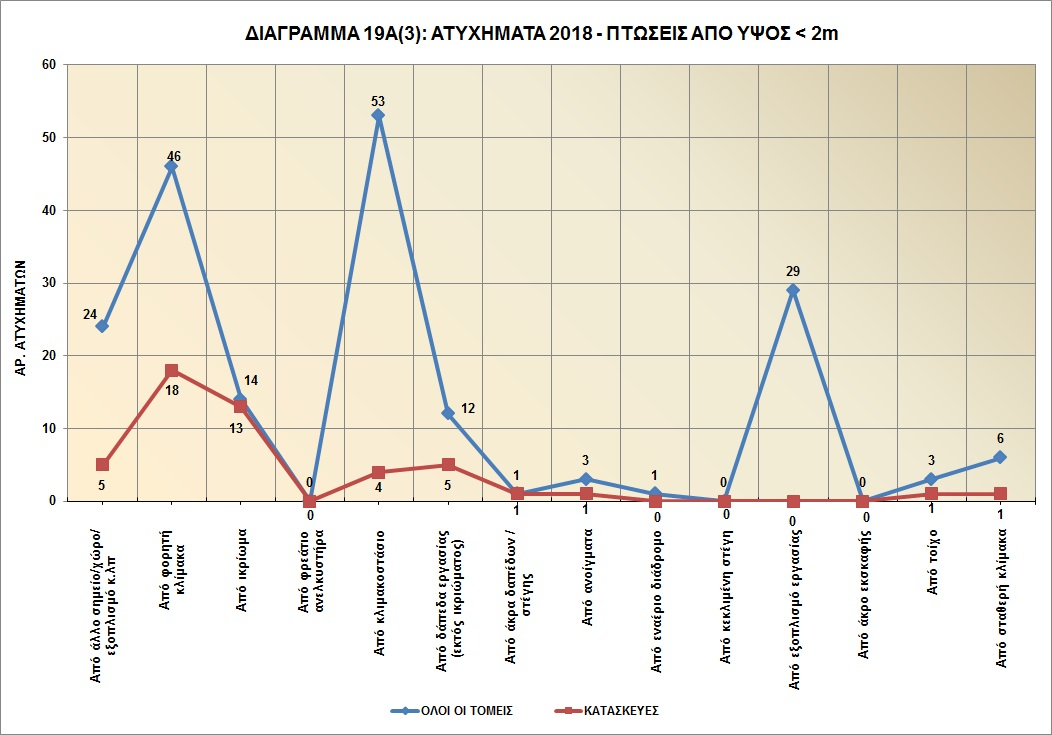 ΔΙΑΓΡΑΜΜΑ 19Α(3): ΑΤΥΧΗΜΑΤΑ 2018 - ΠΤΩΣΕΙΣ ΑΠΟ ΥΨΟΣ < 2m
ΑΡ. ΑΤΥΧΗΜΑΤΩΝ
60
50
40
30
20
10
0
24 46 14 0 53 12 1 3 1 0 29 0 3 6
5 18 13 0 4 5 1 1 0 0 0 0 1 1
Από άλλο σημείο/χώρο/
εξοπλισμό κ.λπ
Από φορητή
κλίμακα
Από ικρίωμα
Από φρεάτιο
ανελκυστήρα
Από κλιμακοστάσιο
Από δάπεδα εργασίας
(εκτός ικριώματος)
Από άκρα δαπέδων /
στέγης
Από ανοίγματα
Από εναέριο διάδρομο
Από κεκλιμένη στέγη
Από εξοπλισμό εργασίας
Από άκρο εκσκαφής
Από τοίχο
Από σταθερή κλίμακα
ΟΛΟΙ ΟΙ ΤΟΜΕΙΣ
ΚΑΤΑΣΚΕΥΕΣ